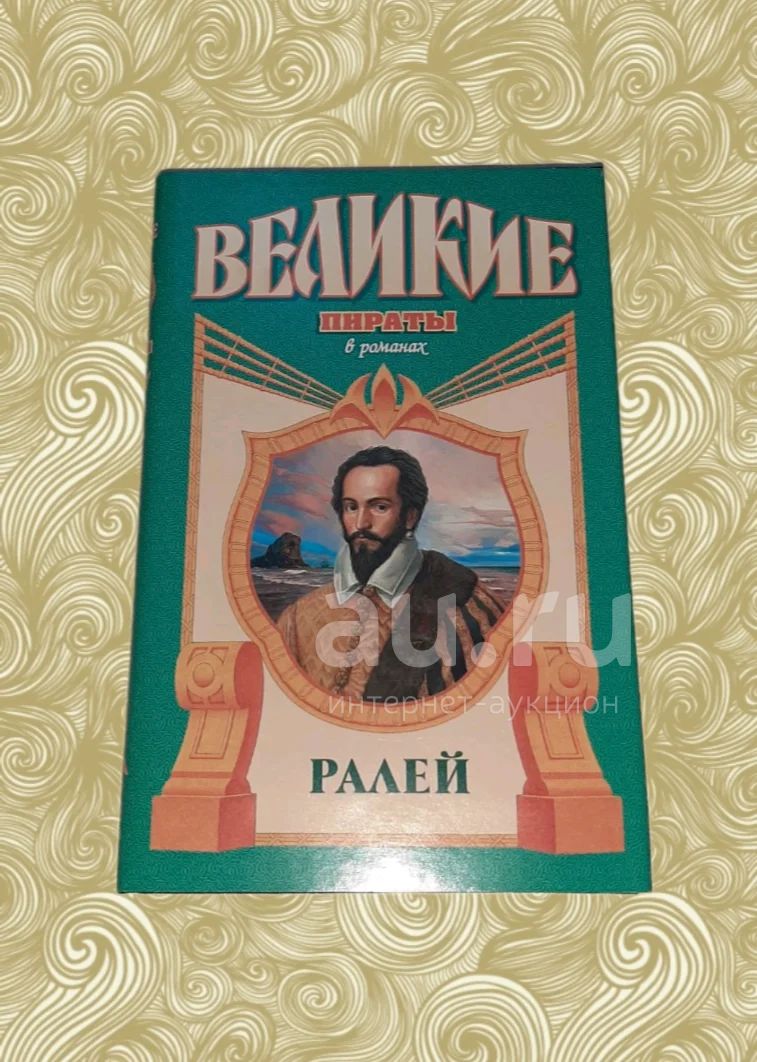 ВЕЛИКИЕ
ПИРАТЫ
в романах
au.ru
интернет-аукцион
РАЛЕЙ